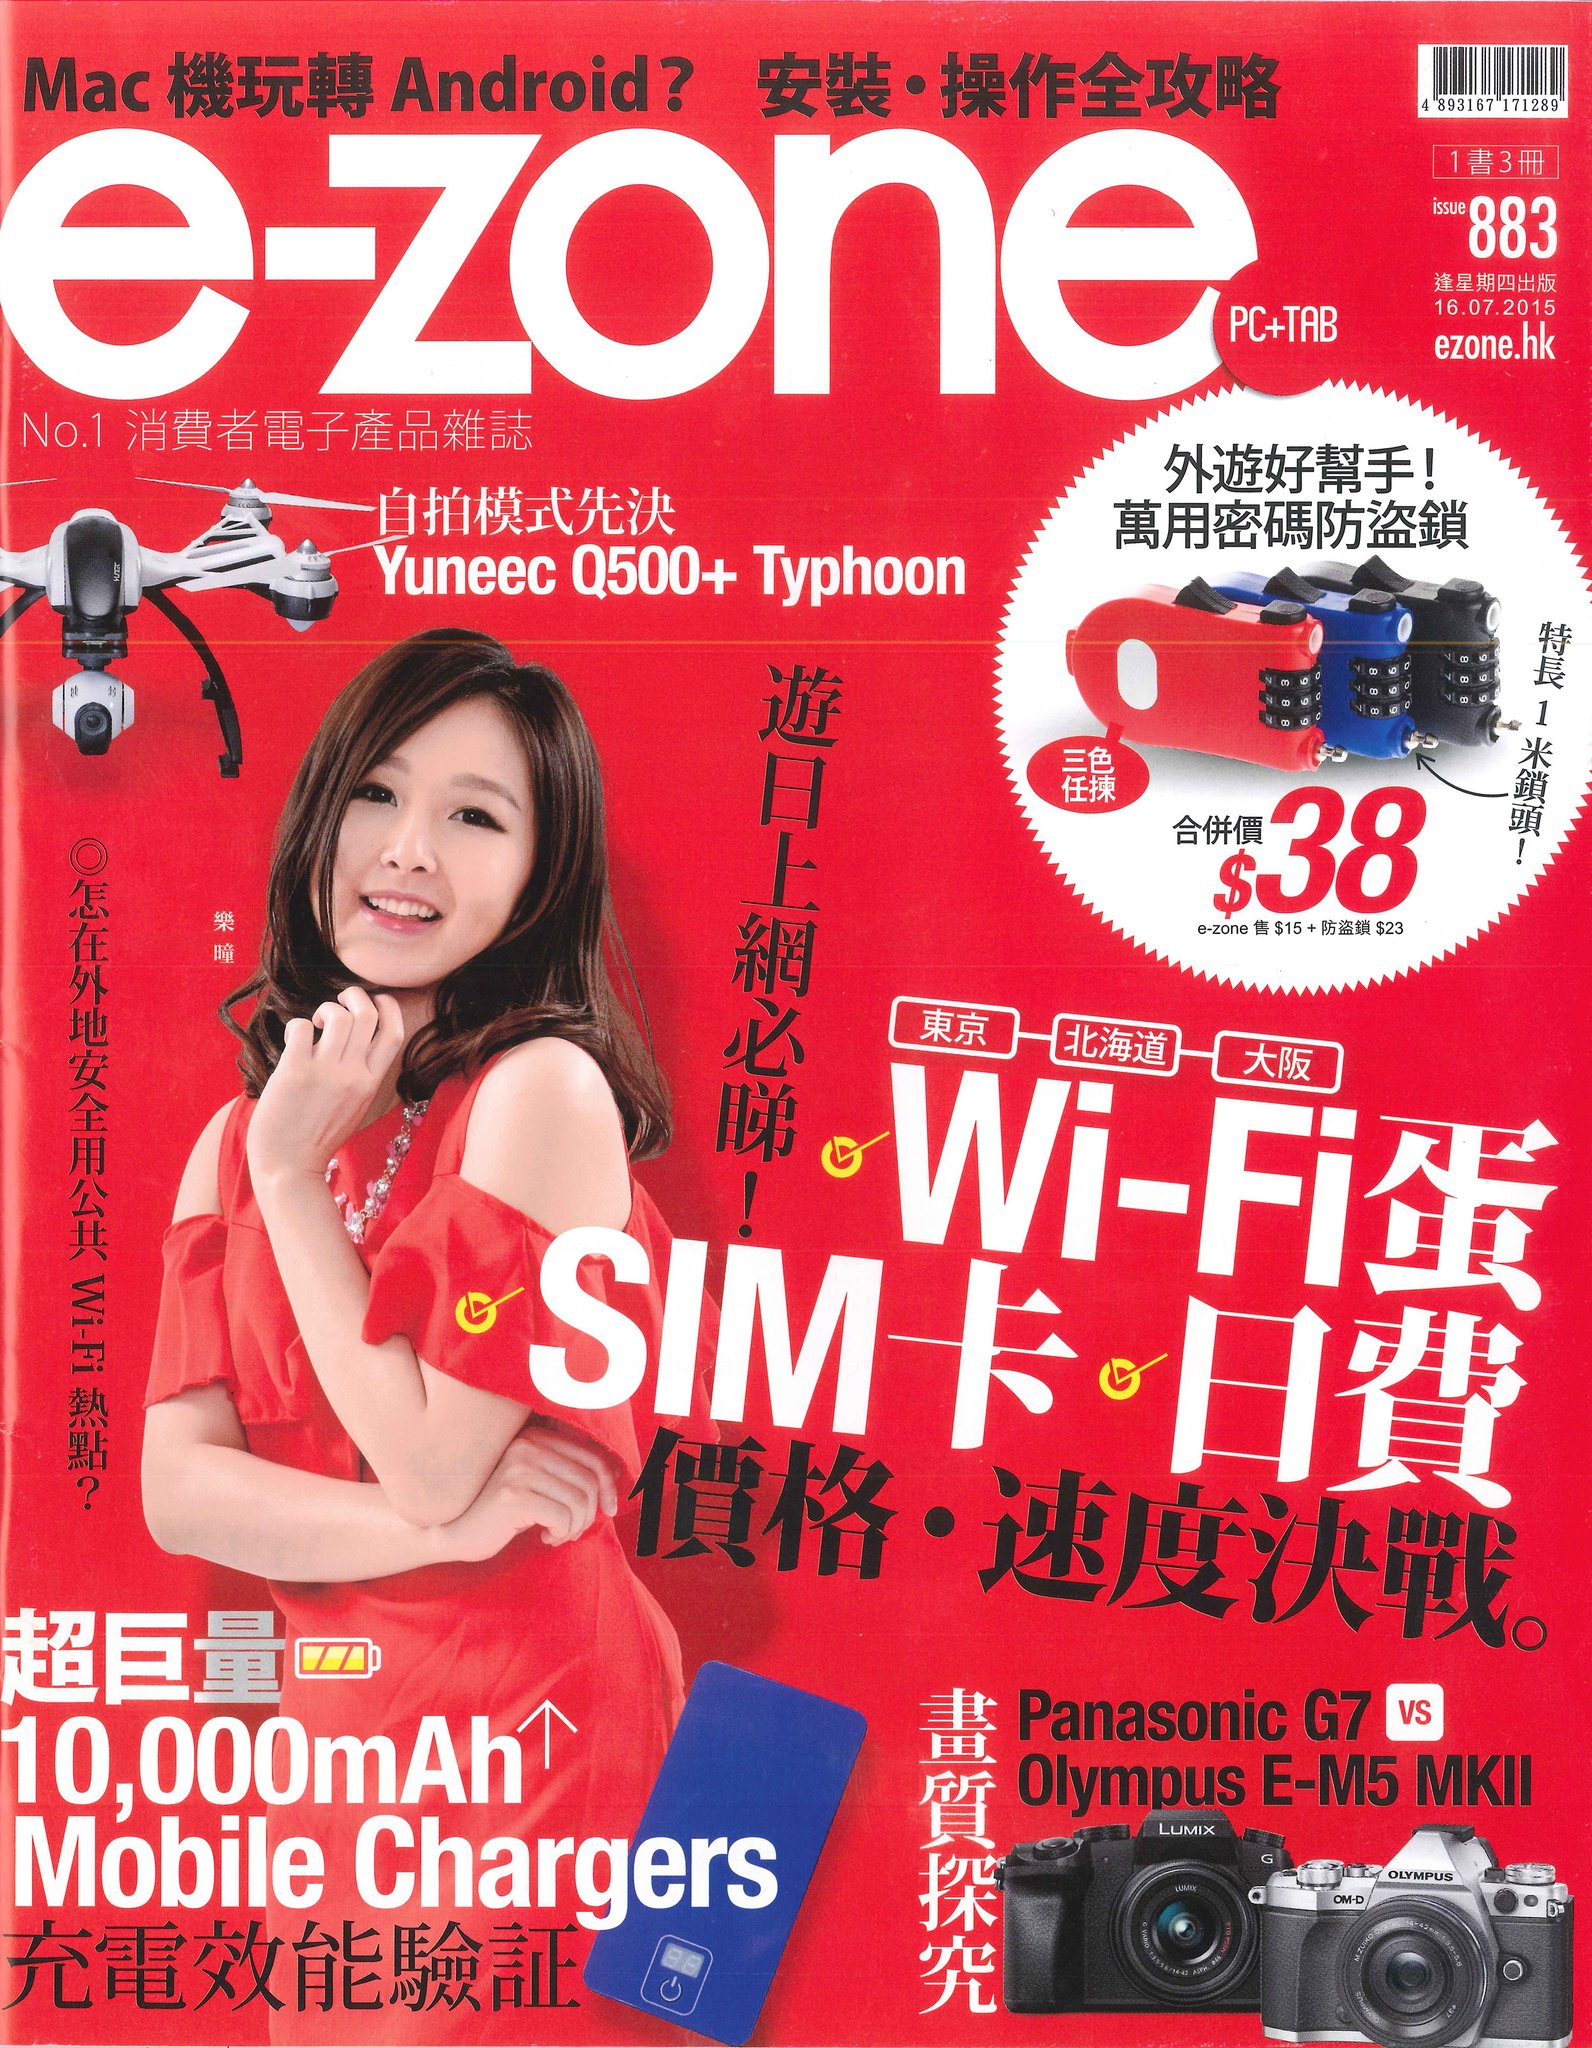 Mac 機玩轉 Android？ 安裝・操作全攻略
4 893167 171289
e-zone
PC+TAB
1書3冊
issue 883
逢星期四出版
16.07.2015
ezone.hk
No.1 消費者電子產品雜誌
自拍模式先決
Yuneec Q500+ Typhoon
外遊好幫手！
萬用密碼防盜鎖
特長 1 米鎖頭！
三色
任揀
合併價
$38
e-zone 售 $15 + 防盜鎖 $23
遊日上網必睇！
樂瞳
◎怎在外地安全用公共 Wi-Fi 熱點？
東京
北海道
大阪
Wi-Fi蛋
SIM卡 日費
價格・速度決戰。
超巨量
10,000mAh↑
Mobile Chargers
充電效能驗証
畫質探究
Panasonic G7 VS
Olympus E-M5 MKII
LUMIX
G
LUMIX
OLYMPUS
OM-D